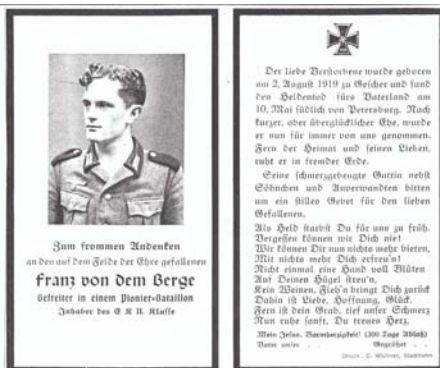 Zum frommen Andenken
an den auf dem Felde der Ehre gefallenen
Franz von dem Berge
Gefreiter in einem Pionier-Bataillon
Inhaber des E K II. Klasse
Der liebe Verstorbene wurde geboren
am 2. August 1919 zu Gescher und fand
den Heldentod fürs Vaterland am
10. Mai südlich von Petersburg. Nach
kurzer, aber überglücklicher Ehe, wurde
er nun für immer von uns genommen.
Fern der Heimat und seinen Lieben,
ruht er in fremder Erde.
Seine schmerzgebeugte Gattin nebst
Söhnchen und Anverwandten bitten
um ein stilles Gebet für den lieben
Gefallenen.
Als Held starbst Du für uns zu früh,
Vergessen können wir Dich nie!
Wir können Dir nun nichts mehr bieten,
Mit nichts mehr Dich erfreu'n!
Nicht einmal eine Hand voll Blüten
Auf Deinen Hügel streu'n.
Kein Weinen, Fleh'n bringt Dich zurück
Dahin ist Liebe, Hoffnung, Glück.
Fern ist dein Grab, tief unser Schmerz
Nun ruhe sanft, Du treues Herz.
Mein Jesus, Barmherzigkeit! (300 Tage Ablaß)
Vater unser . . . Gegrüßet . . .
Druck: C.